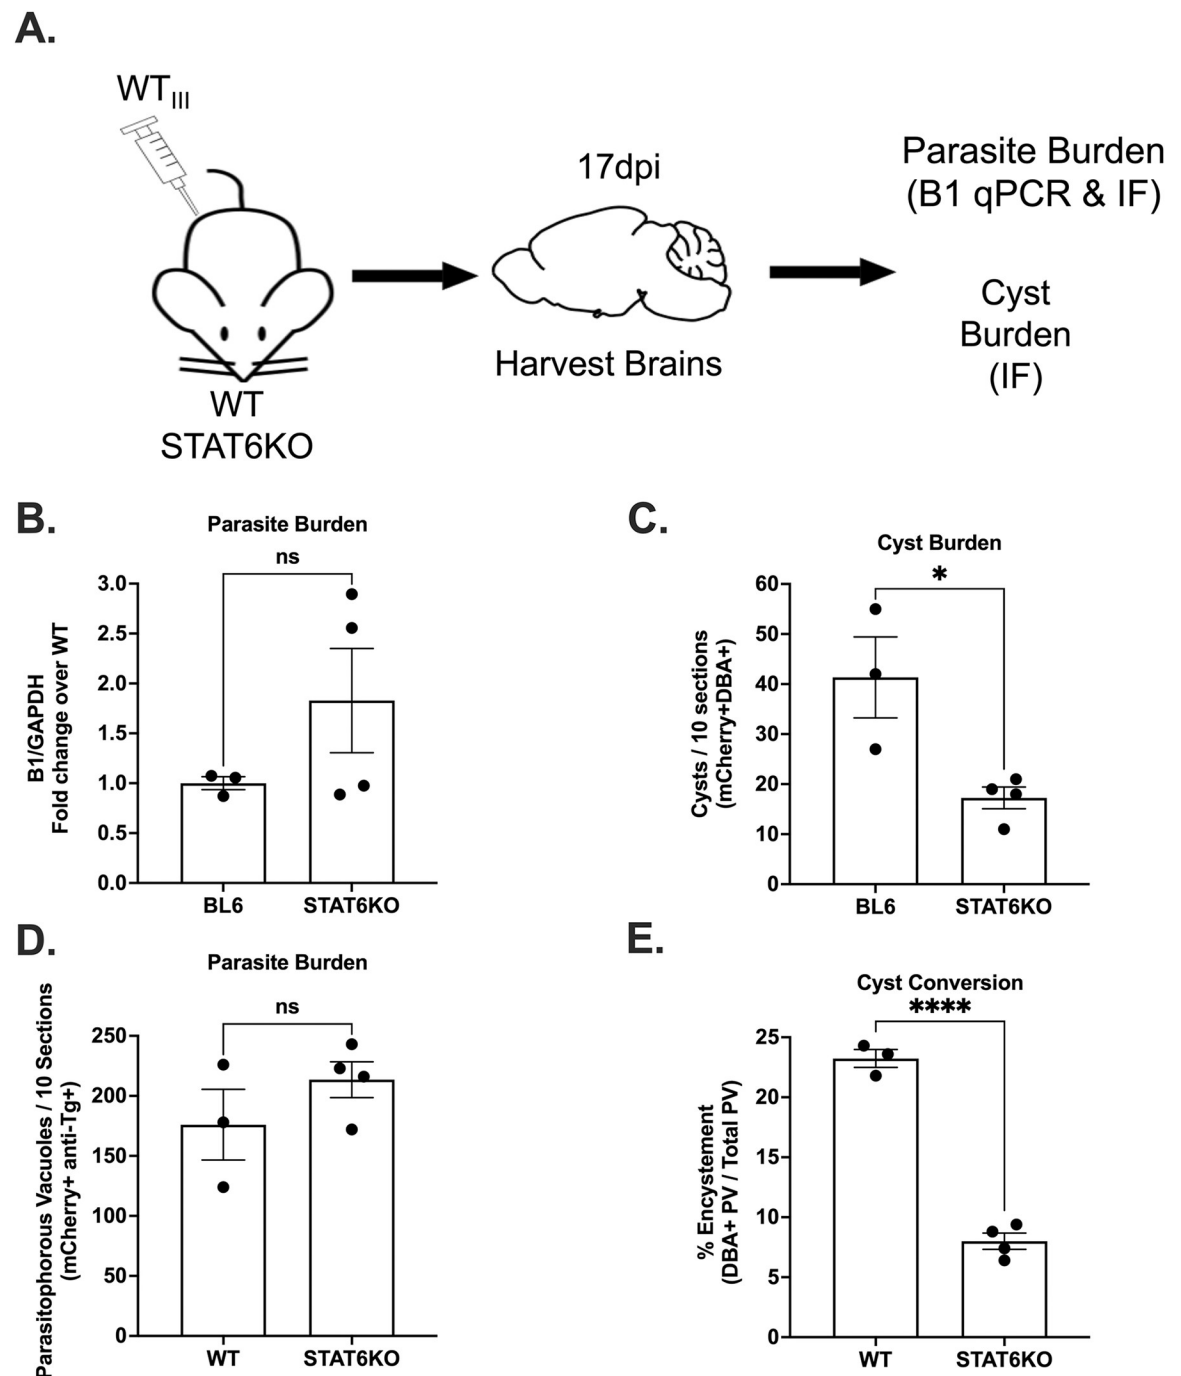 A.
WTIII
17dpi
Parasite Burden
(B1 qPCR & IF)
Cyst
Burden
(IF)
Harvest Brains
WT
STAT6KO
B.
Parasite Burden
ns
B1/GAPDH
Fold change over WT
3.0
2.5
2.0
1.5
1.0
0.5
0.0
BL6
STAT6KO
C.
Cyst Burden
*
Cysts / 10 sections
(mCherry+DBA+)
60
50
40
30
20
10
0
BL6
STAT6KO
D.
Parasite Burden
ns
Parasitophorous Vacuoles / 10 Sections
(mCherry+ anti-Tg+)
250
200
150
100
50
0
WT
STAT6KO
E.
Cyst Conversion
****
% Encystement
(DBA+ PV / Total PV)
25
20
15
10
5
0
WT
STAT6KO